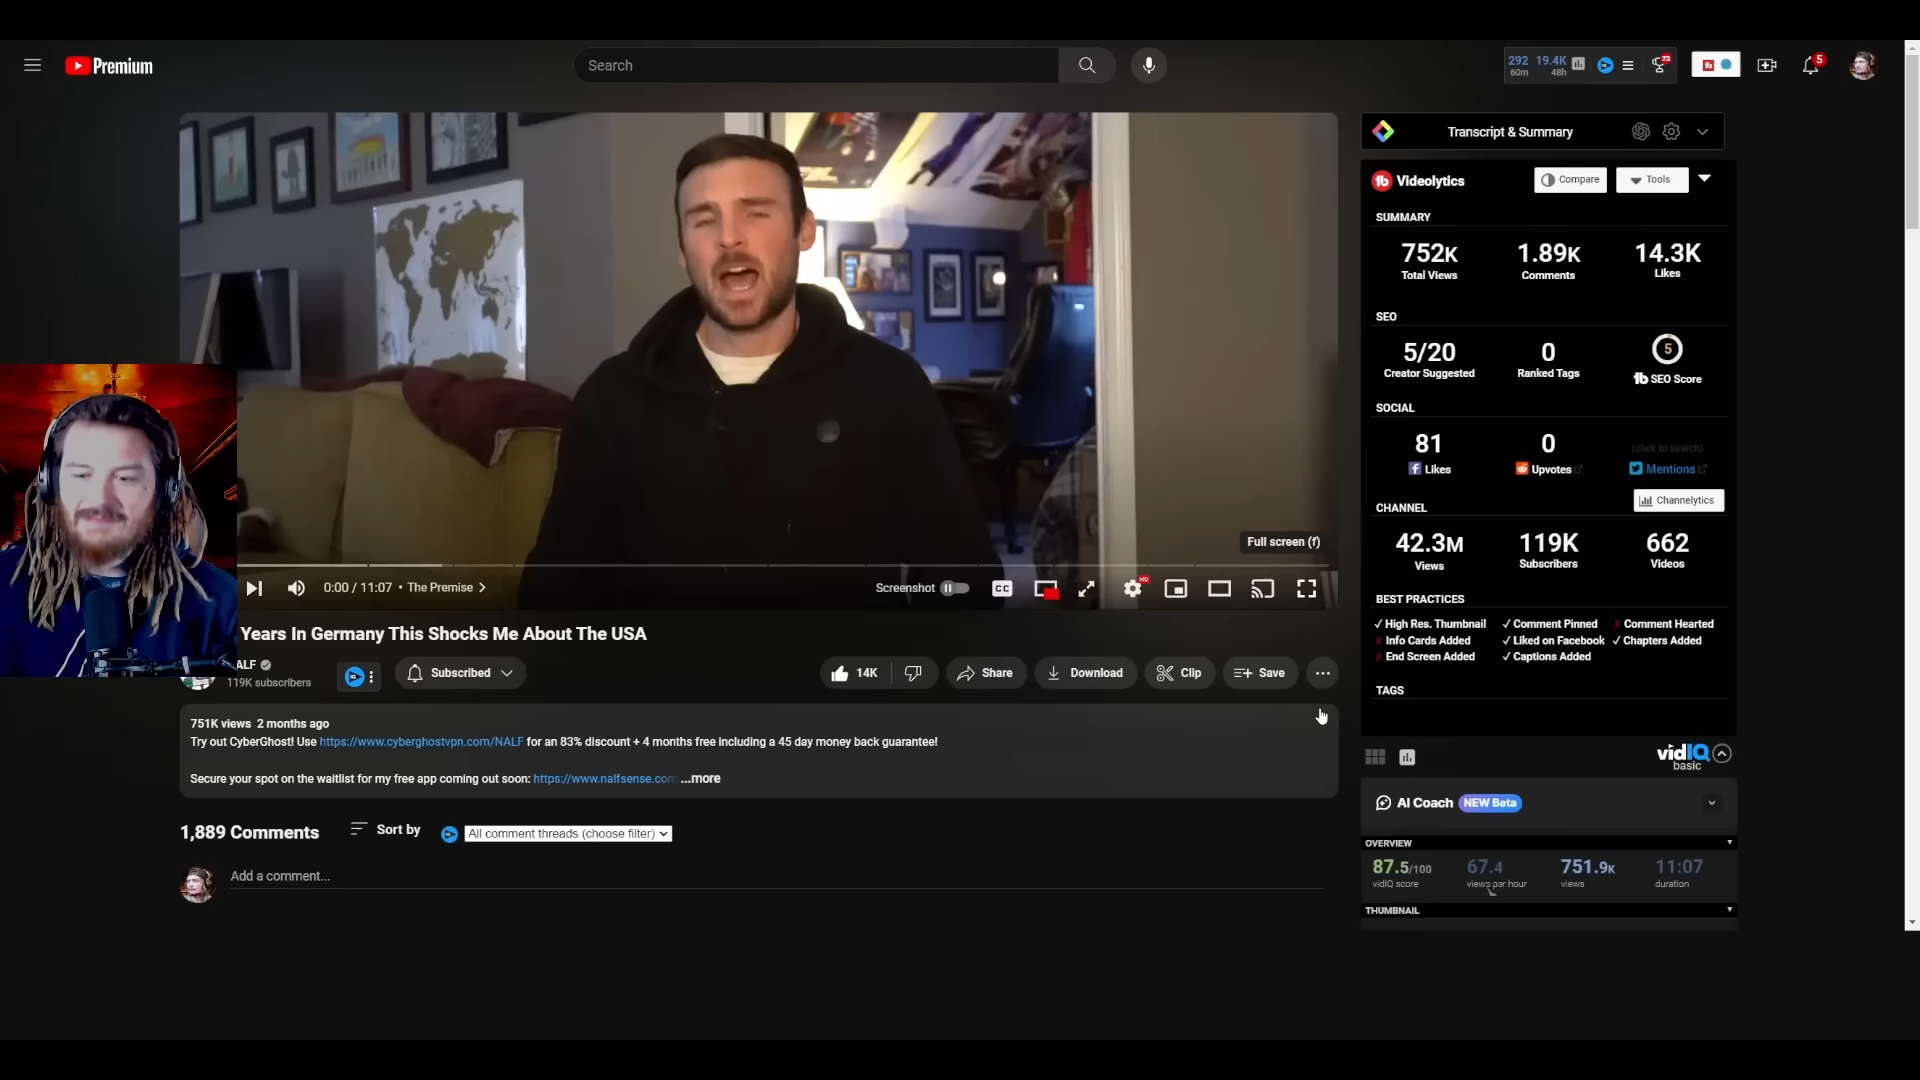 Premium
Search
292 19.4K
60m 48h
72
5
Transcript & Summary
Videolytics
Compare
Tools
SUMMARY
752K 1.89K 14.3K
Total Views Comments Likes
SEO
5/20 0 5
Creator Suggested Ranked Tags SEO Score
SOCIAL
81 0 (click to search)
Likes Upvotes Mentions
Channelytics
CHANNEL
42.3M 119K 662
Views Subscribers Videos
BEST PRACTICES
✓ High Res. Thumbnail ✓ Comment Pinned ✗ Comment Hearted
✗ Info Cards Added ✓ Liked on Facebook ✓ Chapters Added
✗ End Screen Added ✓ Captions Added
TAGS
Full screen (f)
0:00 / 11:07 • The Premise
Screenshot
CC
HD
Years In Germany This Shocks Me About The USA
ALF
119K subscribers
Subscribed
14K
Share
Download
Clip
Save
751K views 2 months ago
Try out CyberGhost! Use https://www.cyberghostvpn.com/NALF for an 83% discount + 4 months free including a 45 day money back guarantee!
Secure your spot on the waitlist for my free app coming out soon: https://www.nalfsense.com ...more
1,889 Comments
Sort by
All comment threads (choose filter)
Add a comment...
vidIQ
basic
AI Coach NEW Beta
OVERVIEW
87.5/100 67.4 751.9K 11:07
vidIQ score views per hour views duration
THUMBNAIL